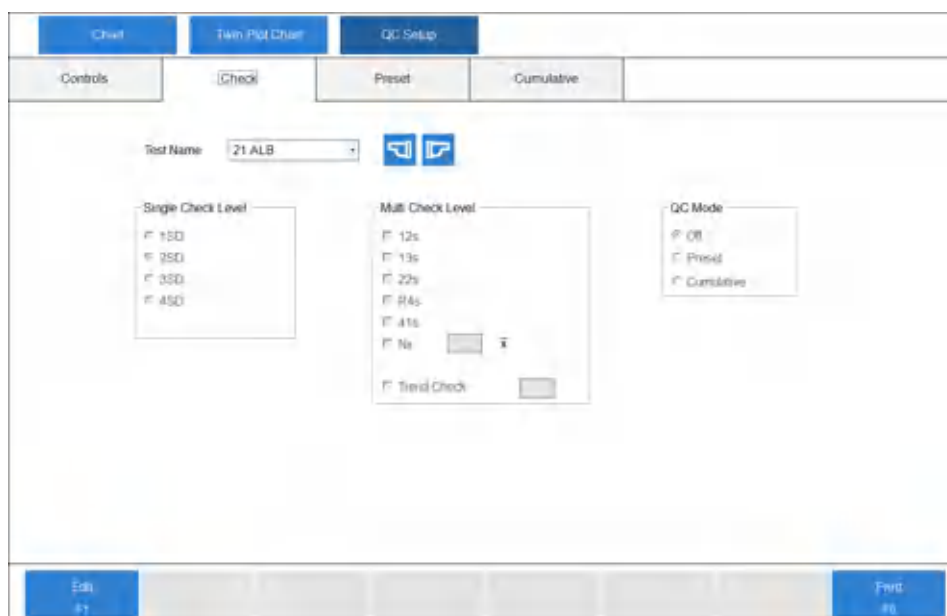 Chart
Twin Plot Chart
QC Setup
Controls
Check
Preset
Cumulative
Test Name
21 ALB
Single Check Level
1SD
2SD
3SD
4SD
Multi Check Level
12s
13s
22s
R4s
41s
Nx
x̄
Trend Check
QC Mode
Off
Preset
Cumulative
Edit
F1
Print
F8